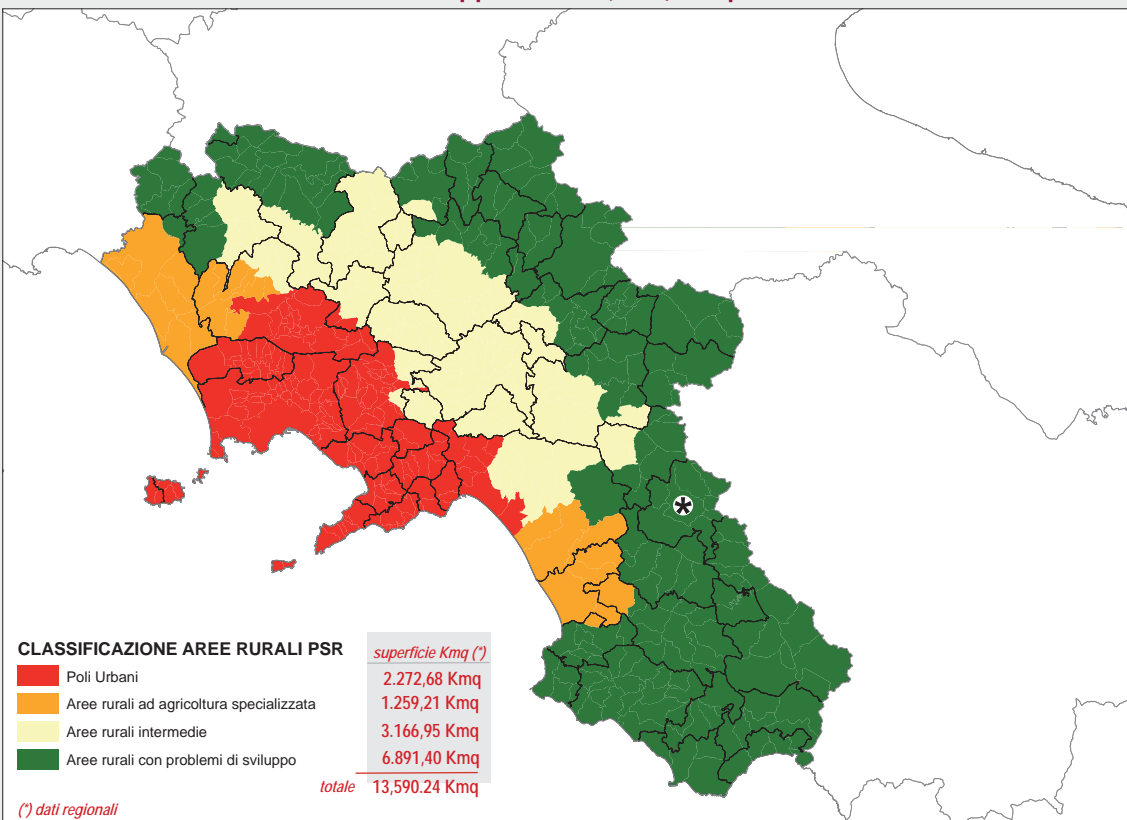 CLASSIFICAZIONE AREE RURALI PSR
superficie Kmq (*)
Poli Urbani
2.272,68 Kmq
Aree rurali ad agricoltura specializzata
1.259,21 Kmq
Aree rurali intermedie
3.166,95 Kmq
Aree rurali con problemi di sviluppo
6.891,40 Kmq
totale 13,590.24 Kmq
(*) dati regionali
*